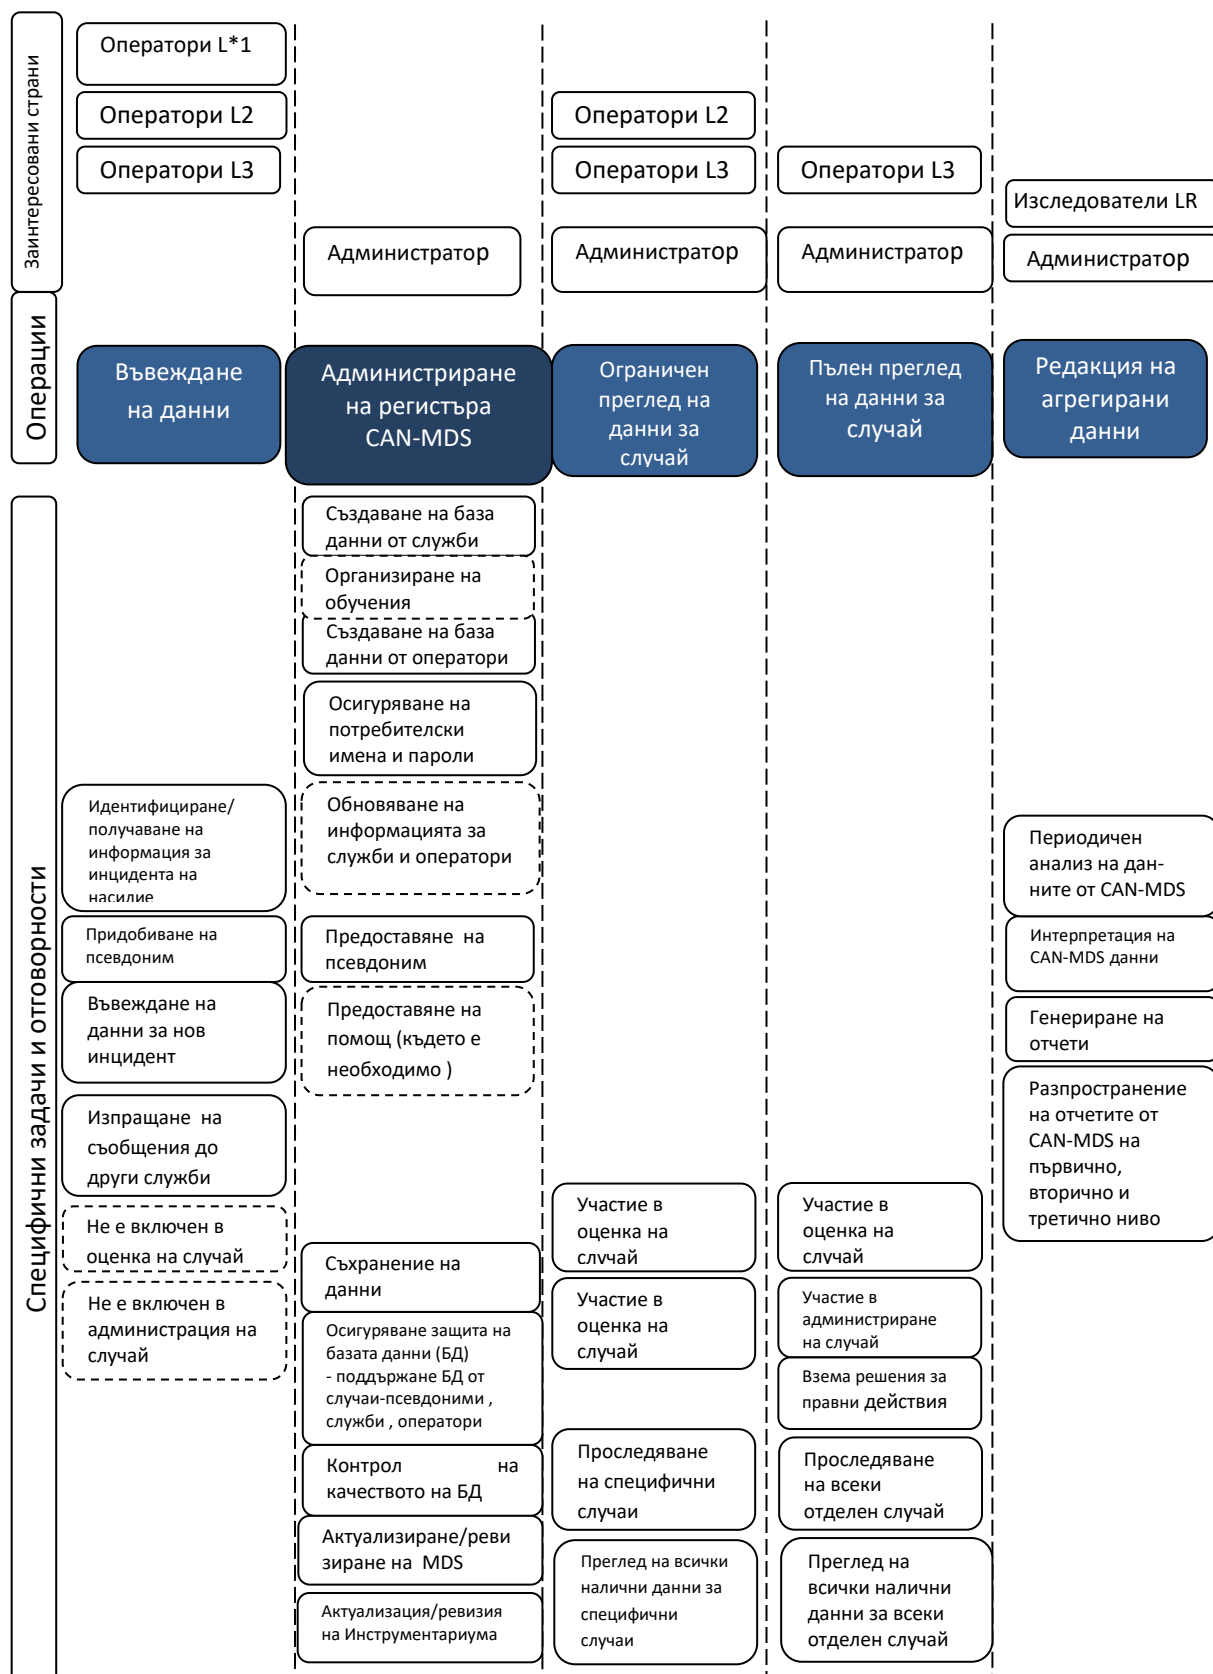 Заинтересовани страни
Оператори L*1
Оператори L2
Оператори L3
Администратор
Оператори L2
Оператори L3
Администратор
Оператори L3
Администратор
Изследователи LR
Администратор
Операции
Въвеждане
на данни
Администриране
на регистъра
CAN-MDS
Ограничен
преглед на
данни за
случай
Пълен преглед
на данни за
случай
Редакция на
агрегирани
данни
Специфични задачи и отговорности
Идентифициране/
получаване на
информация за
инцидента на
насилие
Придобиване на
псевдоним
Въвеждане на
данни за нов
инцидент
Изпращане на
съобщения до
други служби
Не е включен в
оценка на случай
Не е включен в
администрация на
случай
Създаване на база
данни от служби
Организиране на
обучения
Създаване на база
данни от оператори
Осигуряване на
потребителски
имена и пароли
Обновяване на
информацията за
служби и оператори
Предоставяне на
псевдоним
Предоставяне на
помощ (където е
необходимо )
Съхранение на
данни
Осигуряване защита на
базата данни (БД)
- поддържане БД от
случаи-псевдоними ,
служби , оператори
Контрол на
качеството на БД
Актуализиране/реви
зиране на MDS
Актуализация/ревизия
на Инструментариума
Участие в
оценка на
случай
Участие в
оценка на
случай
Проследяване
на специфични
случаи
Преглед на всички
налични данни за
специфични
случаи
Участие в
оценка на
случай
Участие в
администриране
на случай
Взема решения за
правни действия
Проследяване
на всеки
отделен случай
Преглед на
всички налични
данни за всеки
отделен случай
Периодичен
анализ на дан-
ните от CAN-MDS
Интерпретация на
CAN-MDS данни
Генериране на
отчети
Разпространение
на отчетите от
CAN-MDS на
първично,
вторично и
третично ниво